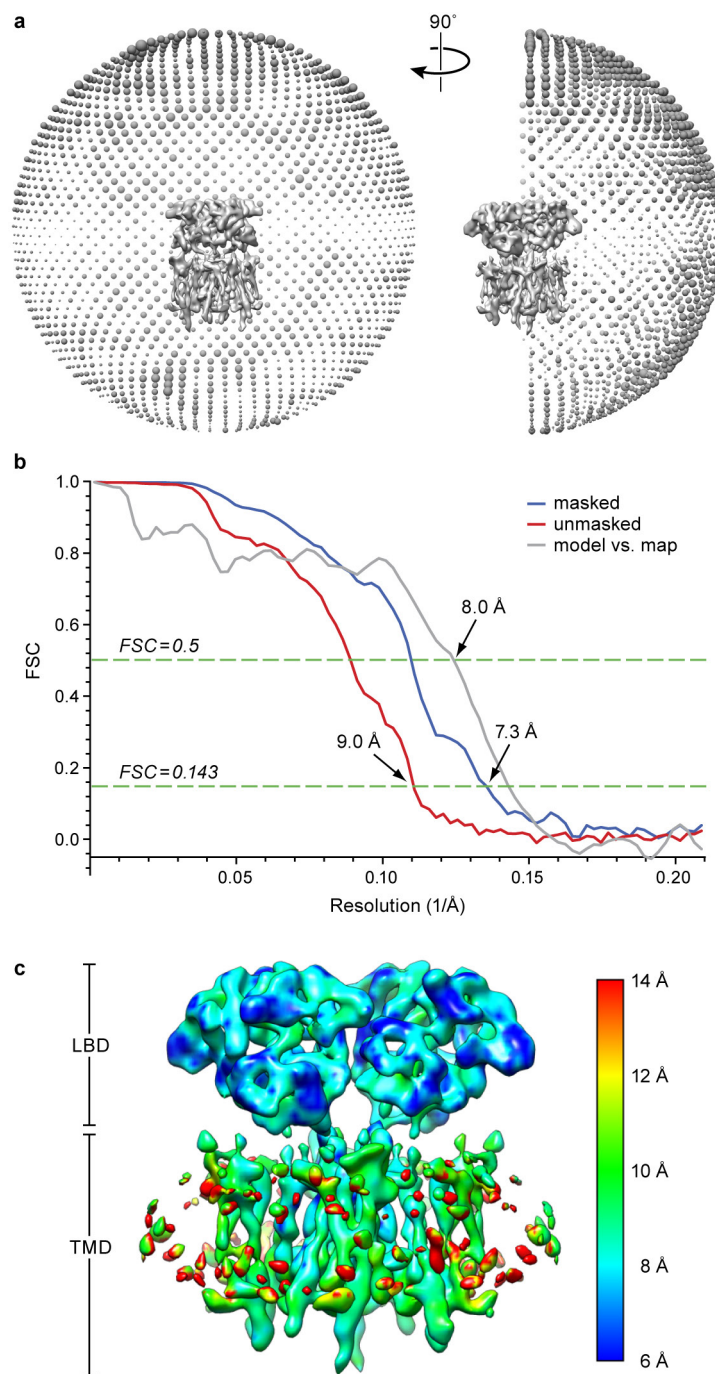 a
90°
b
1.0
0.8
0.6
0.4
0.2
0.0
FSC
masked
unmasked
model vs. map
8.0 Å
FSC=0.5
9.0 Å
7.3 Å
FSC=0.143
0.05
0.10
0.15
0.20
Resolution (1/Å)
c
LBD
TMD
14 Å
12 Å
10 Å
8 Å
6 Å